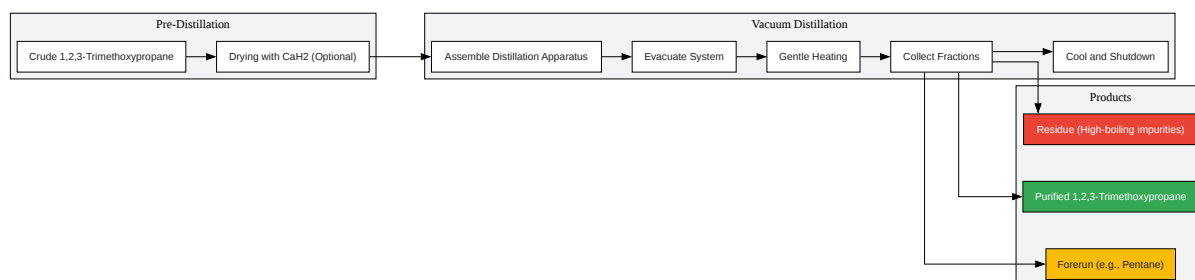 Pre-Distillation
Vacuum Distillation
Crude 1,2,3-Trimethoxypropane
Drying with CaH2 (Optional)
Assemble Distillation Apparatus
Evacuate System
Gentle Heating
Collect Fractions
Cool and Shutdown
Products
Residue (High-boiling impurities)
Purified 1,2,3-Trimethoxypropane
Forerun (e.g., Pentane)